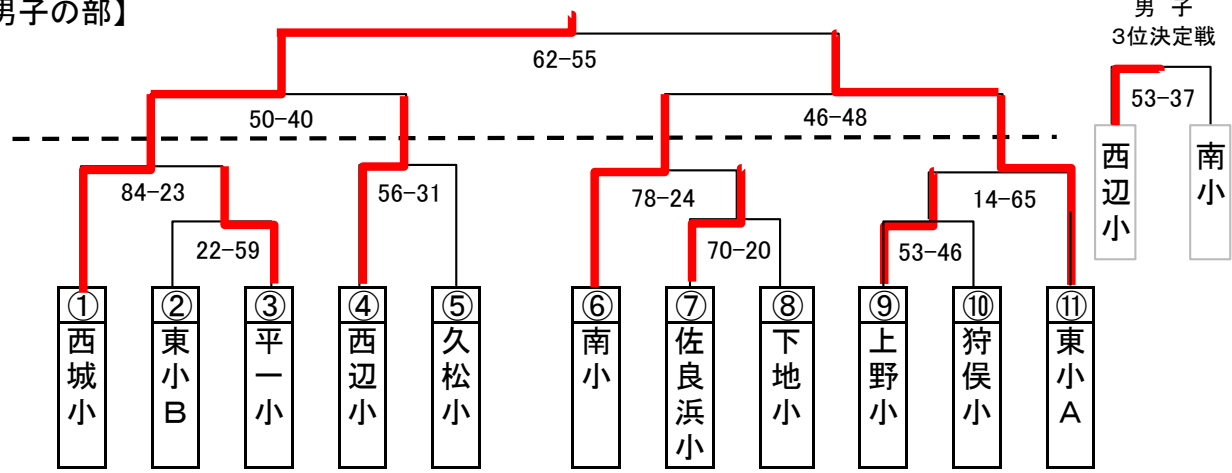 男子の部】
男 子
3位決定戦
62-55
53-37
50-40
46-48
西辺小
南小
84-23
56-31
78-24
14-65
22-59
70-20
53-46
① 西城小
② 東小B
③ 平一小
④ 西辺小
⑤ 久松小
⑥ 南小
⑦ 佐良浜小
⑧ 下地小
⑨ 上野小
⑩ 狩俣小
⑪ 東小A